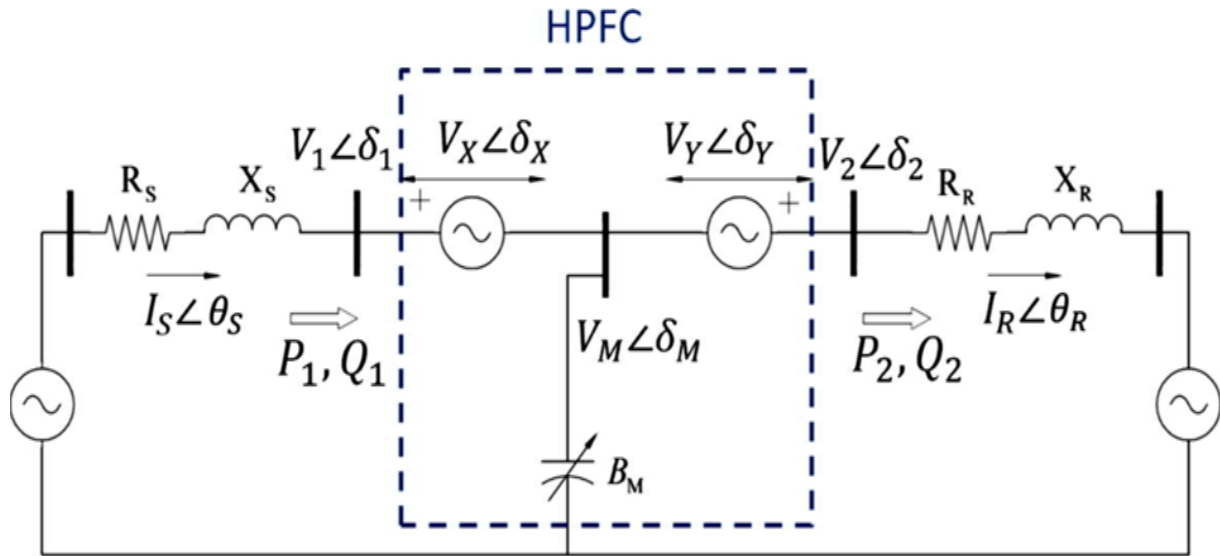 HPFC
V_X∠δ_X
V_Y∠δ_Y
V_1∠δ_1
V_2∠δ_2
R_S
X_S
R_R
X_R
+
+
I_S∠θ_S
I_R∠θ_R
P_1, Q_1
V_M∠δ_M
P_2, Q_2
B_M